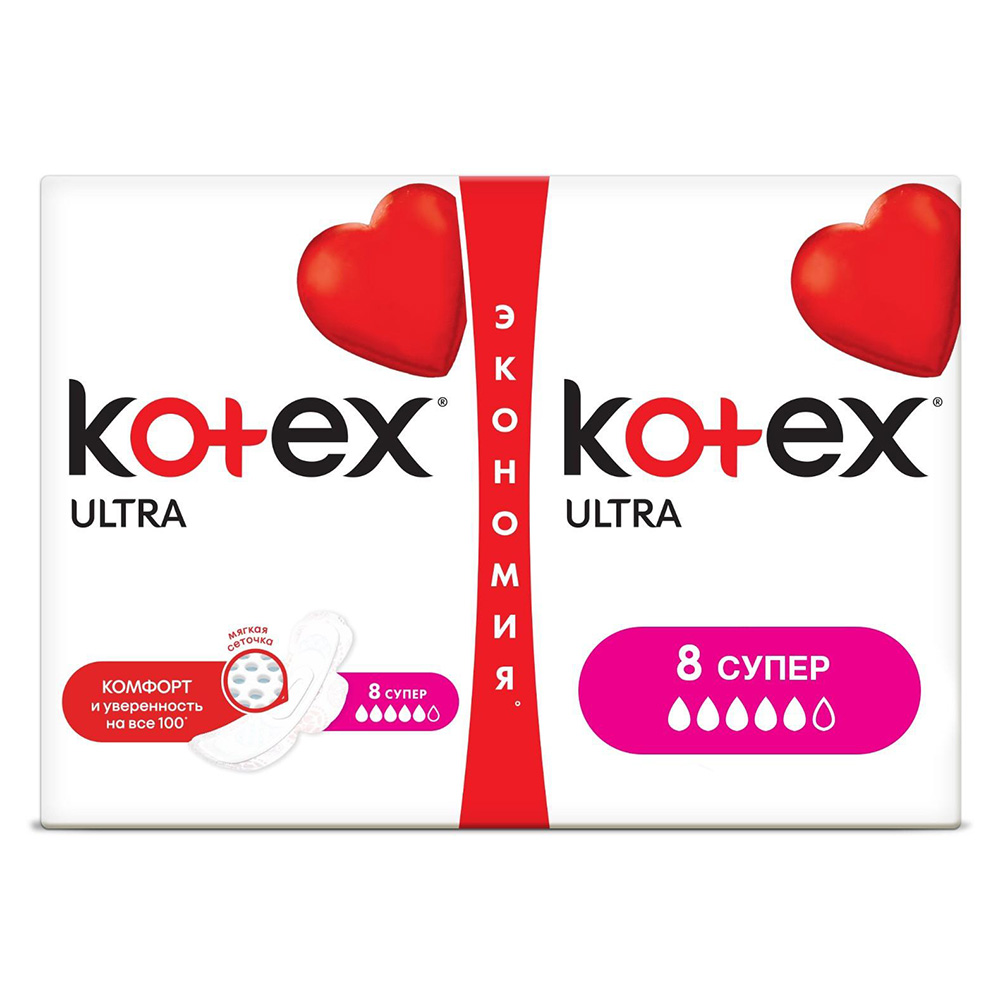 kotex®
ULTRA
мягкая
сеточка
КОМФОРТ
и уверенность
на все 100*
8 СУПЕР
ЭКОНОМИЯ°
kotex®
ULTRA
8 СУПЕР